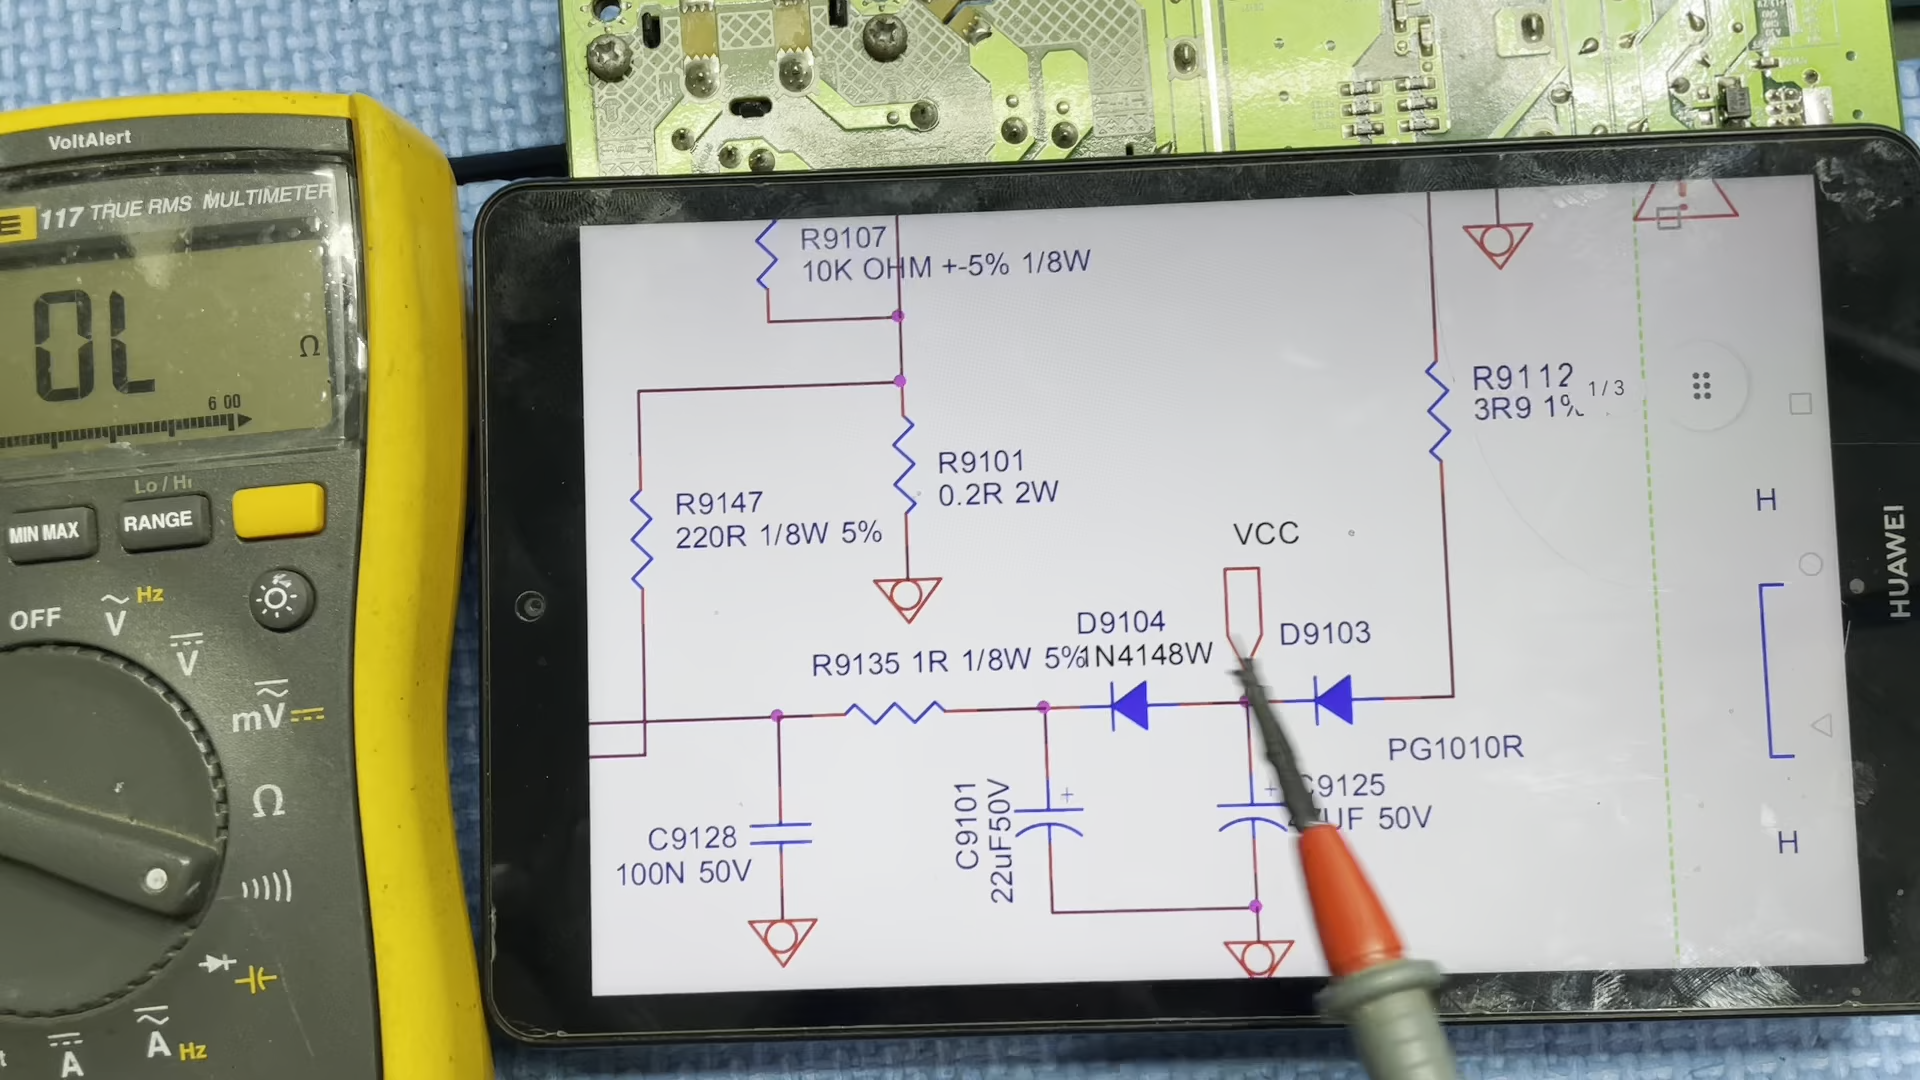 VoltAlert
117 TRUE RMS MULTIMETER
OL
Ω
6 00
Lo / Hi
MIN MAX
RANGE
OFF
V
Hz
V
mV
Ω
A
A
Hz
R9107
10K OHM +-5% 1/8W
R9101
0.2R 2W
R9147
220R 1/8W 5%
R9112
3R9 1%
1/3
VCC
D9104
1N4148W
D9103
R9135 1R 1/8W 5%
PG1010R
C9128
100N 50V
C9101
22uF50V
+
+
C9125
UF 50V
H
H
HUAWEI